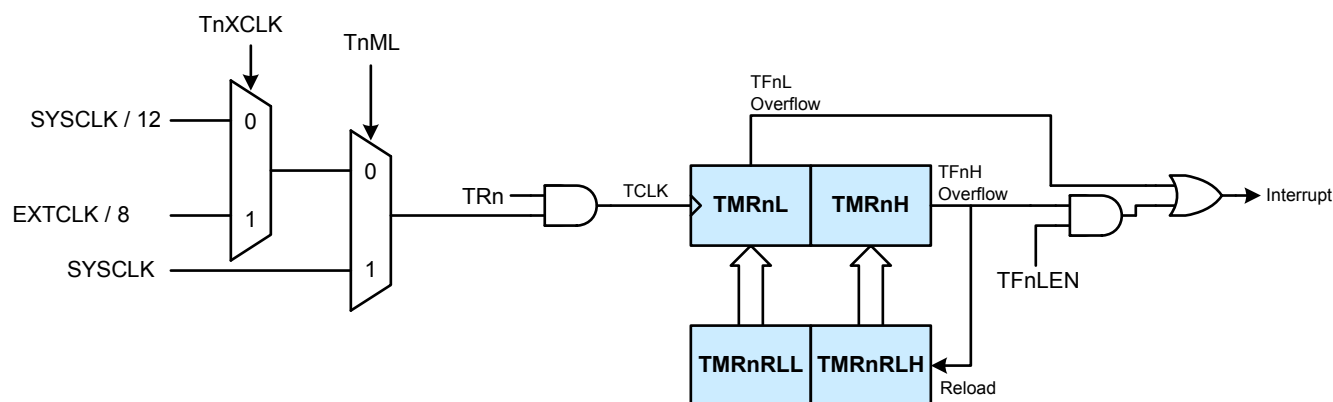 TnXCLK
TnML
SYSCLK / 12
0
EXTCLK / 8
1
SYSCLK
0
1
TRn
TCLK
TFnL
Overflow
TMRnL
TMRnH
TFnH
Overflow
Interrupt
TFnLEN
TMRnRLL
TMRnRLH
Reload